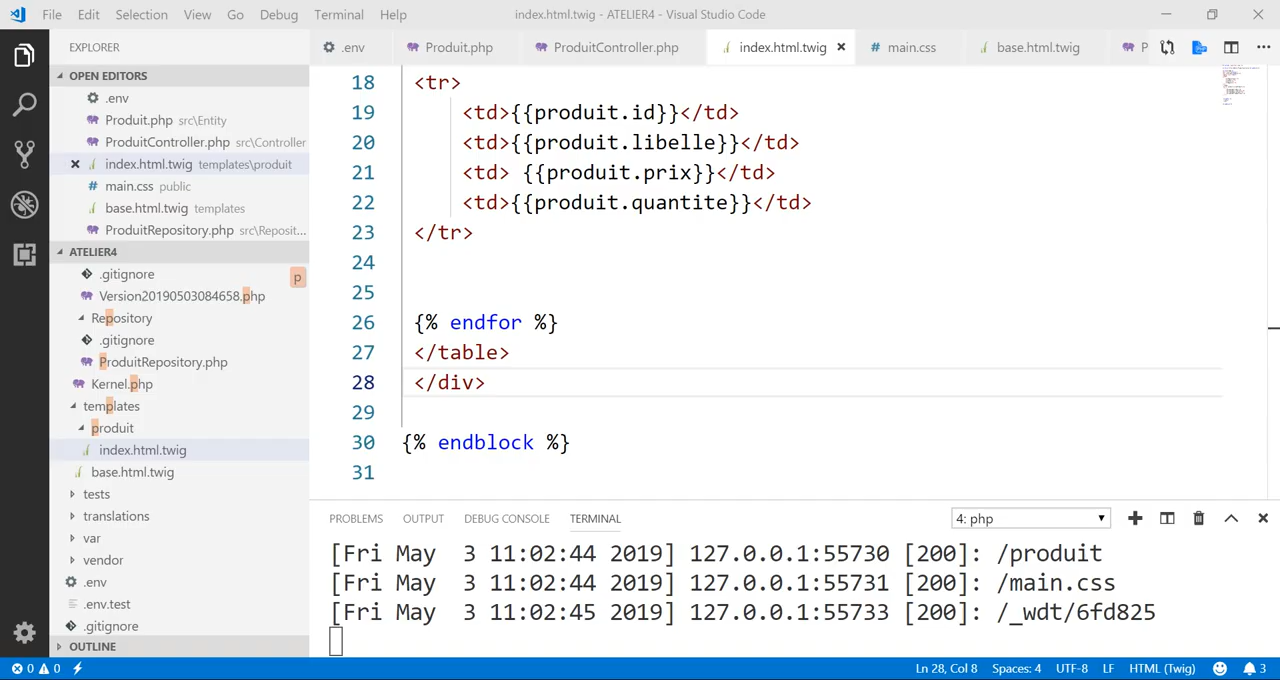 File Edit Selection View Go Debug Terminal Help index.html.twig - ATELIER4 - Visual Studio Code
EXPLORER
OPEN EDITORS
.env
Produit.php src\Entity
ProduitController.php src\Controller
index.html.twig templates\produit
main.css public
base.html.twig templates
ProduitRepository.php src\Reposit...
ATELIER4
.gitignore
p
Version20190503084658.php
Repository
.gitignore
ProduitRepository.php
Kernel.php
templates
produit
index.html.twig
base.html.twig
tests
translations
var
vendor
.env
.env.test
.gitignore
OUTLINE
.env Produit.php ProduitController.php index.html.twig main.css base.html.twig P
18 <tr>
19 <td>{{produit.id}}</td>
20 <td>{{produit.libelle}}</td>
21 <td> {{produit.prix}}</td>
22 <td>{{produit.quantite}}</td>
23 </tr>
24
25
26 {% endfor %}
27 </table>
28 </div>
29
30 {% endblock %}
31
PROBLEMS OUTPUT DEBUG CONSOLE TERMINAL 4: php
[Fri May  3 11:02:44 2019] 127.0.0.1:55730 [200]: /produit
[Fri May  3 11:02:44 2019] 127.0.0.1:55731 [200]: /main.css
[Fri May  3 11:02:45 2019] 127.0.0.1:55733 [200]: /_wdt/6fd825
0 0 Ln 28, Col 8 Spaces: 4 UTF-8 LF HTML (Twig) 3